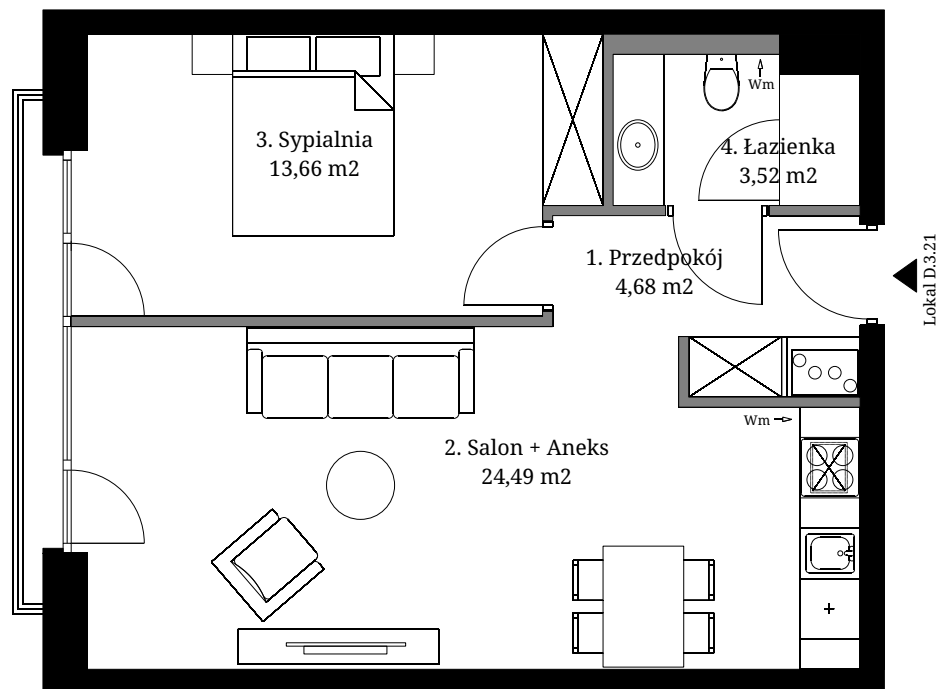 Wm
3. Sypialnia
13,66 m2
4. Łazienka
3,52 m2
1. Przedpokój
4,68 m2
Lokal D.3.21
Wm
2. Salon + Aneks
24,49 m2